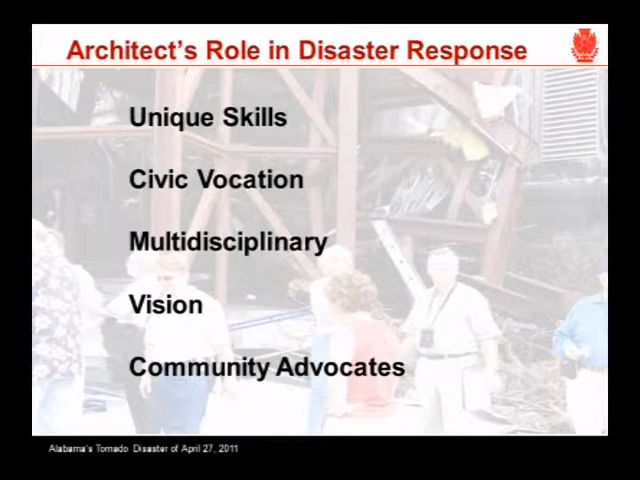 Architect's Role in Disaster Response
Unique Skills
Civic Vocation
Multidisciplinary
Vision
Community Advocates
Alabama's Tornado Disaster of April 27, 2011